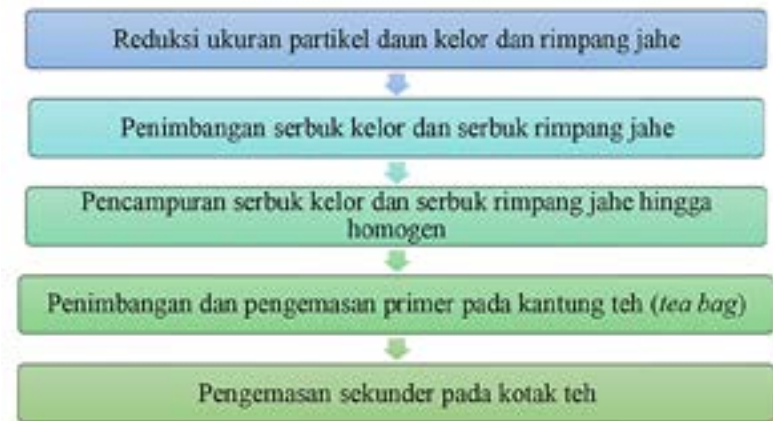 Reduksi ukuran partikel daun kelor dan rimpang jahe
Penimbangan serbuk kelor dan serbuk rimpang jahe
Pencampuran serbuk kelor dan serbuk rimpang jahe hingga
homogen
Penimbangan dan pengemasan primer pada kantung teh (tea bag)
Pengemasan sekunder pada kotak teh